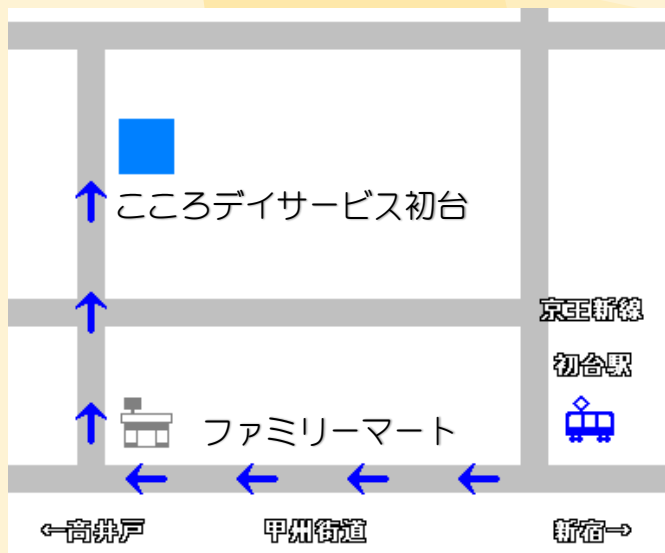 こころデイサービス初台
京王新線
初台駅
ファミリーマート
←高井戸
甲州街道
新宿→